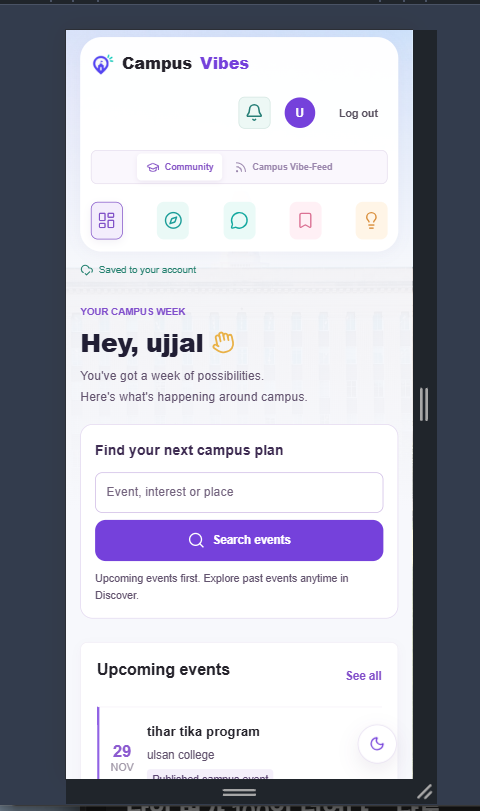 Campus Vibes
U
Log out
Community
Campus Vibe-Feed
Saved to your account
YOUR CAMPUS WEEK
Hey, ujjal
You've got a week of possibilities.
Here's what's happening around campus.
Find your next campus plan
Event, interest or place
Search events
Upcoming events first. Explore past events anytime in
Discover.
Upcoming events
See all
29
NOV
tihar tika program
ulsan college
Published campus event